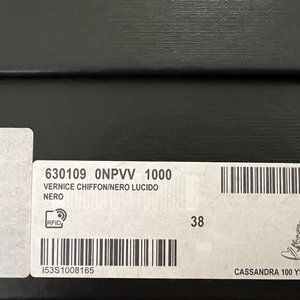 630109 0NPVV 1000
VERNICE CHIFFON/NERO LUCIDO
NERO
RFID
38
I53S1008165
CASSANDRA 100 YS